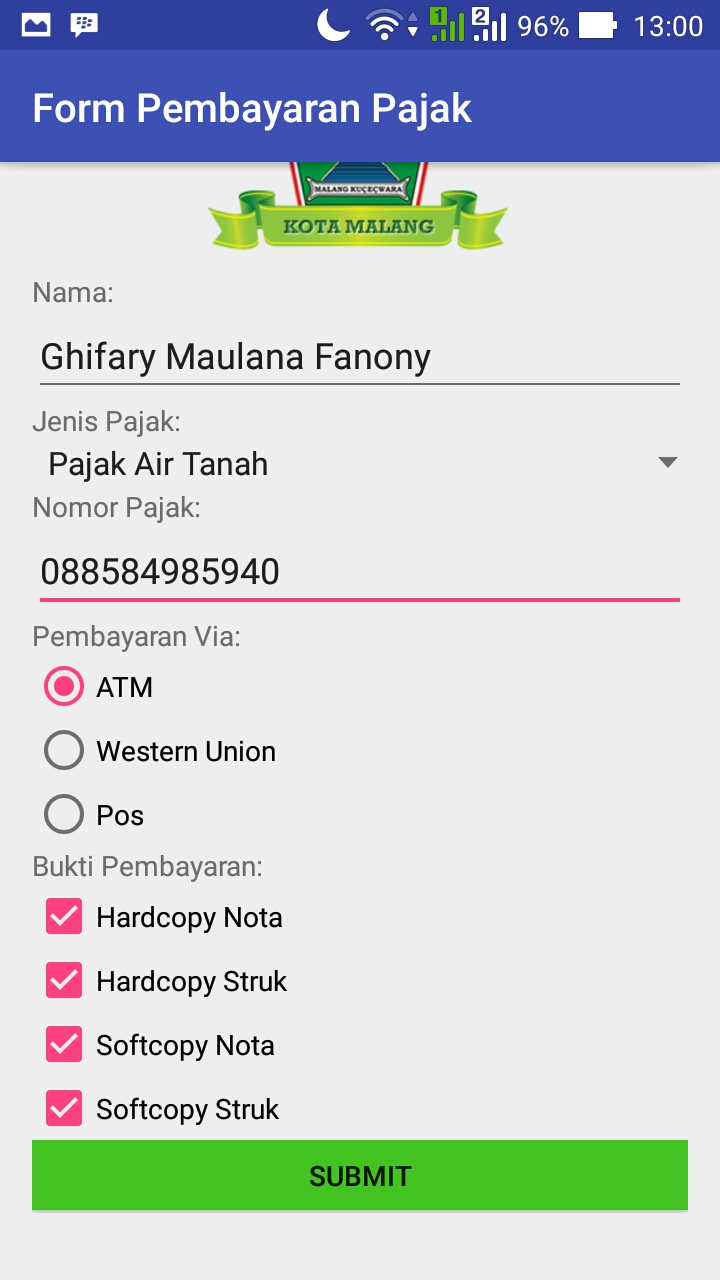 1 2 96% 13:00
Form Pembayaran Pajak
MALANG KUÇEÇWARA
KOTA MALANG
Nama:
Ghifary Maulana Fanony
Jenis Pajak:
Pajak Air Tanah
Nomor Pajak:
088584985940
Pembayaran Via:
ATM
Western Union
Pos
Bukti Pembayaran:
Hardcopy Nota
Hardcopy Struk
Softcopy Nota
Softcopy Struk
SUBMIT